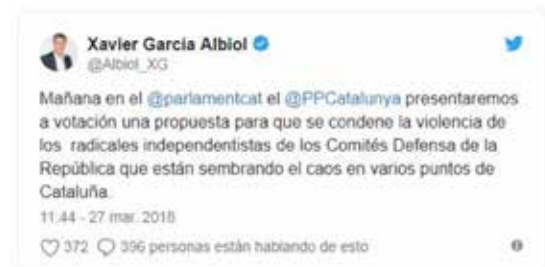 Xavier García Albiol
@Albiol_XG
Mañana en el @parlamentcat el @PPCatalunya presentaremos
a votación una propuesta para que se condene la violencia de
los radicales independentistas de los Comités Defensa de la
República que están sembrando el caos en varios puntos de
Cataluña.
11:44 - 27 mar. 2018
372 396 personas están hablando de esto